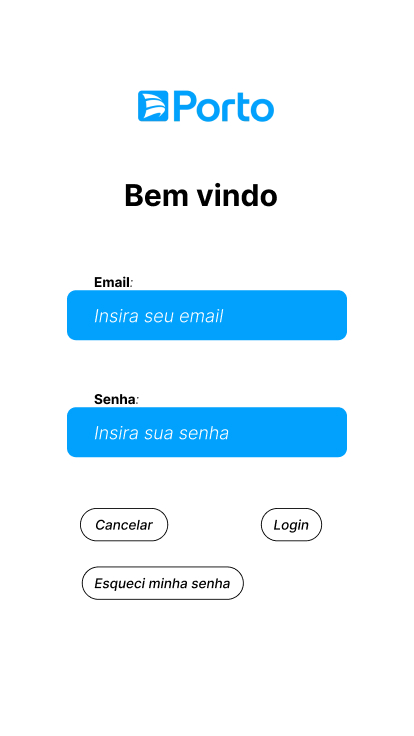 Porto
Bem vindo
Email:
Insira seu email
Senha:
Insira sua senha
Cancelar
Login
Esqueci minha senha